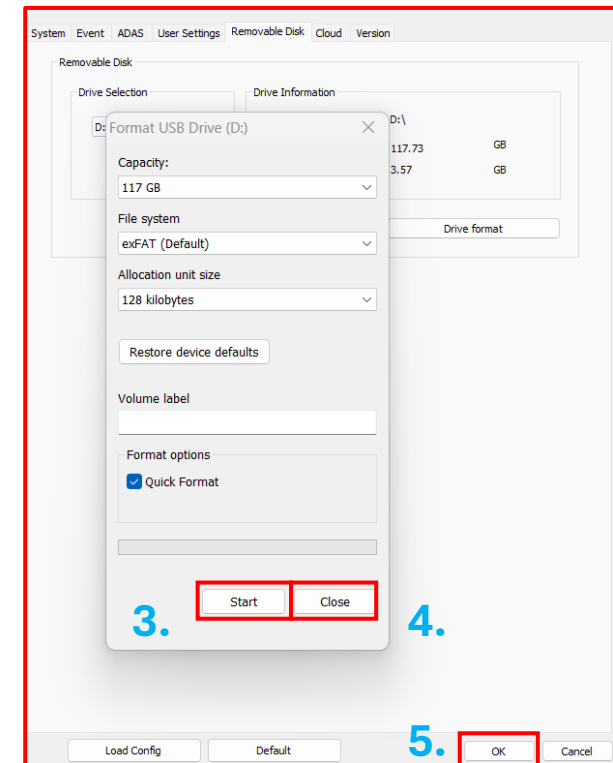 System Event ADAS User Settings Removable Disk Cloud Version
Removable Disk
Drive Selection
Drive Information
D:
D:\
117.73 GB
3.57 GB
Drive format
Format USB Drive (D:)
Capacity:
117 GB
File system
exFAT (Default)
Allocation unit size
128 kilobytes
Restore device defaults
Volume label
Format options
Quick Format
Start Close
3. 4.
5.
Load Config Default OK Cancel